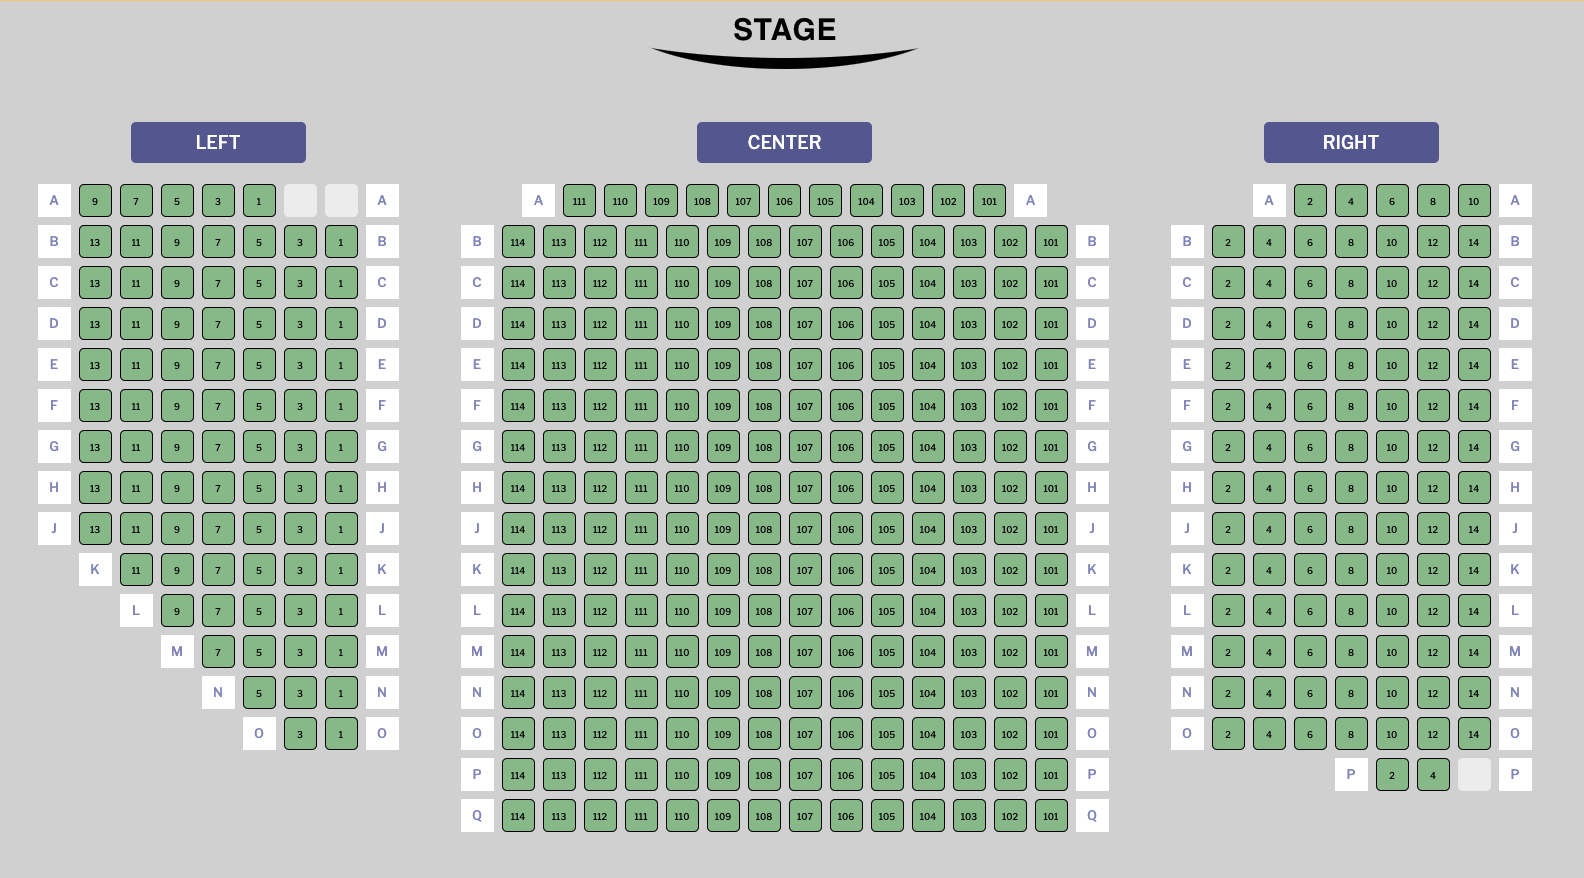 STAGE
LEFT CENTER RIGHT
A 9 7 5 3 1 A A 111 110 109 108 107 106 105 104 103 102 101 A A 2 4 6 8 10 A
B 13 11 9 7 5 3 1 B B 114 113 112 111 110 109 108 107 106 105 104 103 102 101 B B 2 4 6 8 10 12 14 B
C 13 11 9 7 5 3 1 C C 114 113 112 111 110 109 108 107 106 105 104 103 102 101 C C 2 4 6 8 10 12 14 C
D 13 11 9 7 5 3 1 D D 114 113 112 111 110 109 108 107 106 105 104 103 102 101 D D 2 4 6 8 10 12 14 D
E 13 11 9 7 5 3 1 E E 114 113 112 111 110 109 108 107 106 105 104 103 102 101 E E 2 4 6 8 10 12 14 E
F 13 11 9 7 5 3 1 F F 114 113 112 111 110 109 108 107 106 105 104 103 102 101 F F 2 4 6 8 10 12 14 F
G 13 11 9 7 5 3 1 G G 114 113 112 111 110 109 108 107 106 105 104 103 102 101 G G 2 4 6 8 10 12 14 G
H 13 11 9 7 5 3 1 H H 114 113 112 111 110 109 108 107 106 105 104 103 102 101 H H 2 4 6 8 10 12 14 H
J 13 11 9 7 5 3 1 J J 114 113 112 111 110 109 108 107 106 105 104 103 102 101 J J 2 4 6 8 10 12 14 J
K 11 9 7 5 3 1 K K 114 113 112 111 110 109 108 107 106 105 104 103 102 101 K K 2 4 6 8 10 12 14 K
L 9 7 5 3 1 L L 114 113 112 111 110 109 108 107 106 105 104 103 102 101 L L 2 4 6 8 10 12 14 L
M 7 5 3 1 M M 114 113 112 111 110 109 108 107 106 105 104 103 102 101 M M 2 4 6 8 10 12 14 M
N 5 3 1 N N 114 113 112 111 110 109 108 107 106 105 104 103 102 101 N N 2 4 6 8 10 12 14 N
O 3 1 O O 114 113 112 111 110 109 108 107 106 105 104 103 102 101 O O 2 4 6 8 10 12 14 O
P 114 113 112 111 110 109 108 107 106 105 104 103 102 101 P P 2 4 P
Q 114 113 112 111 110 109 108 107 106 105 104 103 102 101 Q